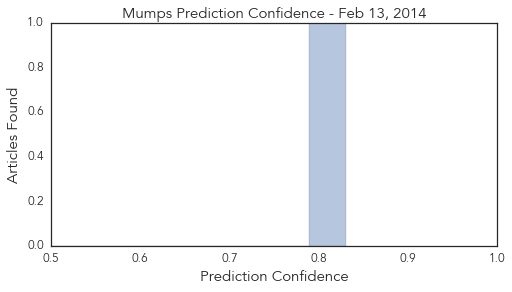 Mumps Prediction Confidence - Feb 13, 2014
Articles Found
1.0
0.8
0.6
0.4
0.2
0.0
0.5 0.6 0.7 0.8 0.9 1.0
Prediction Confidence